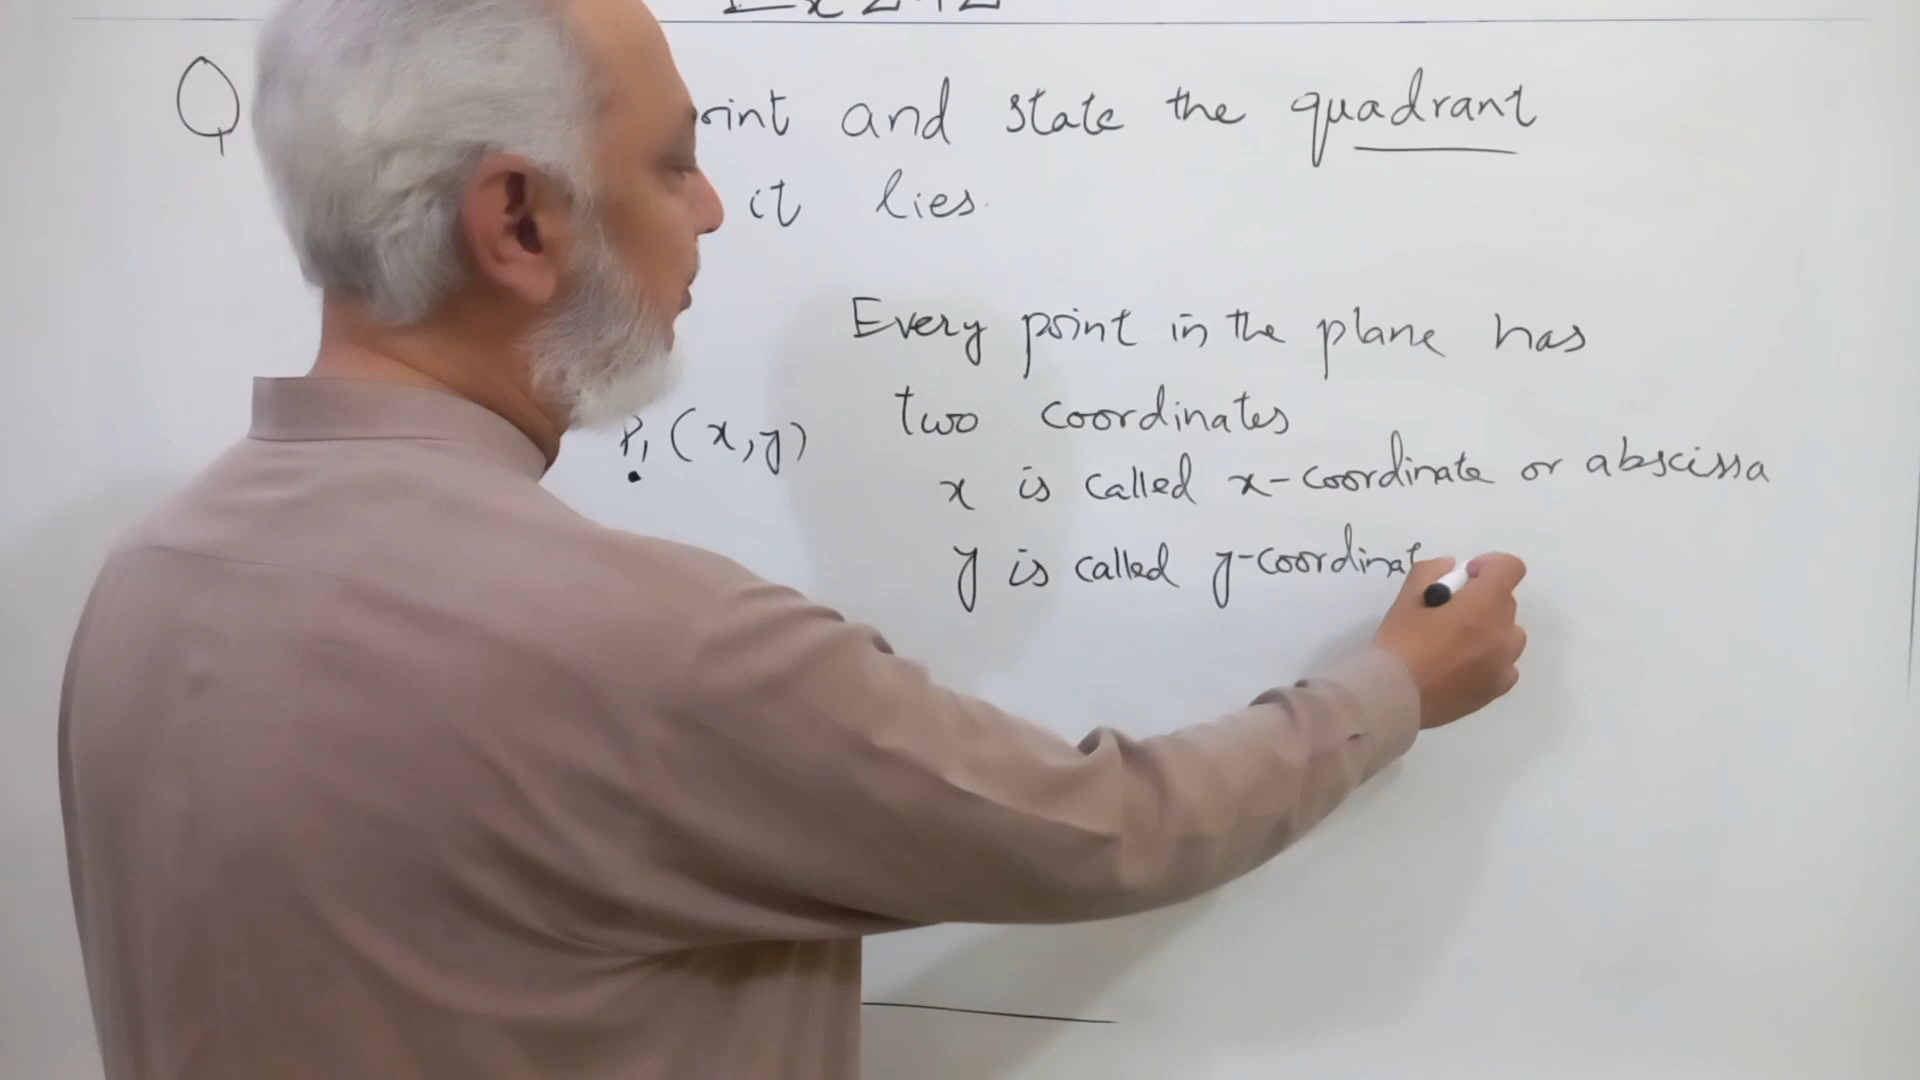 Q and state the quadrant
it lies.
Every point in the plane has
two coordinates
P₁ (x, y)
x is called x-coordinate or abscissa
y is called y-coordinat